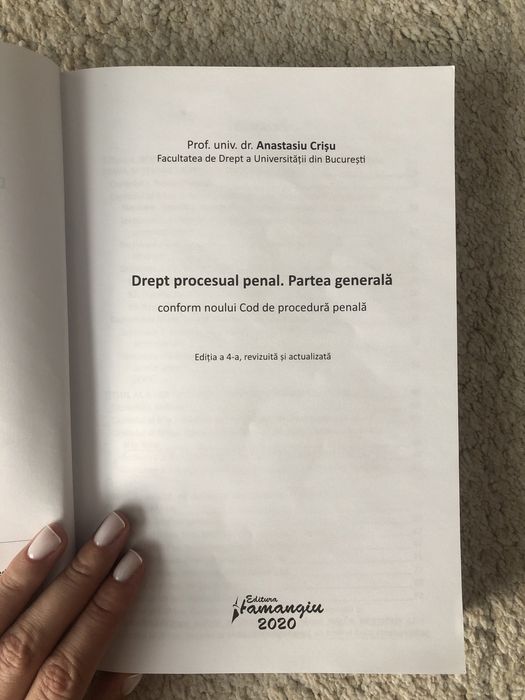 Prof. univ. dr. Anastasiu Crișu
Facultatea de Drept a Universității din București
Drept procesual penal. Partea generală
conform noului Cod de procedură penală
Ediția a 4-a, revizuită și actualizată
Editura
Hamangiu
2020